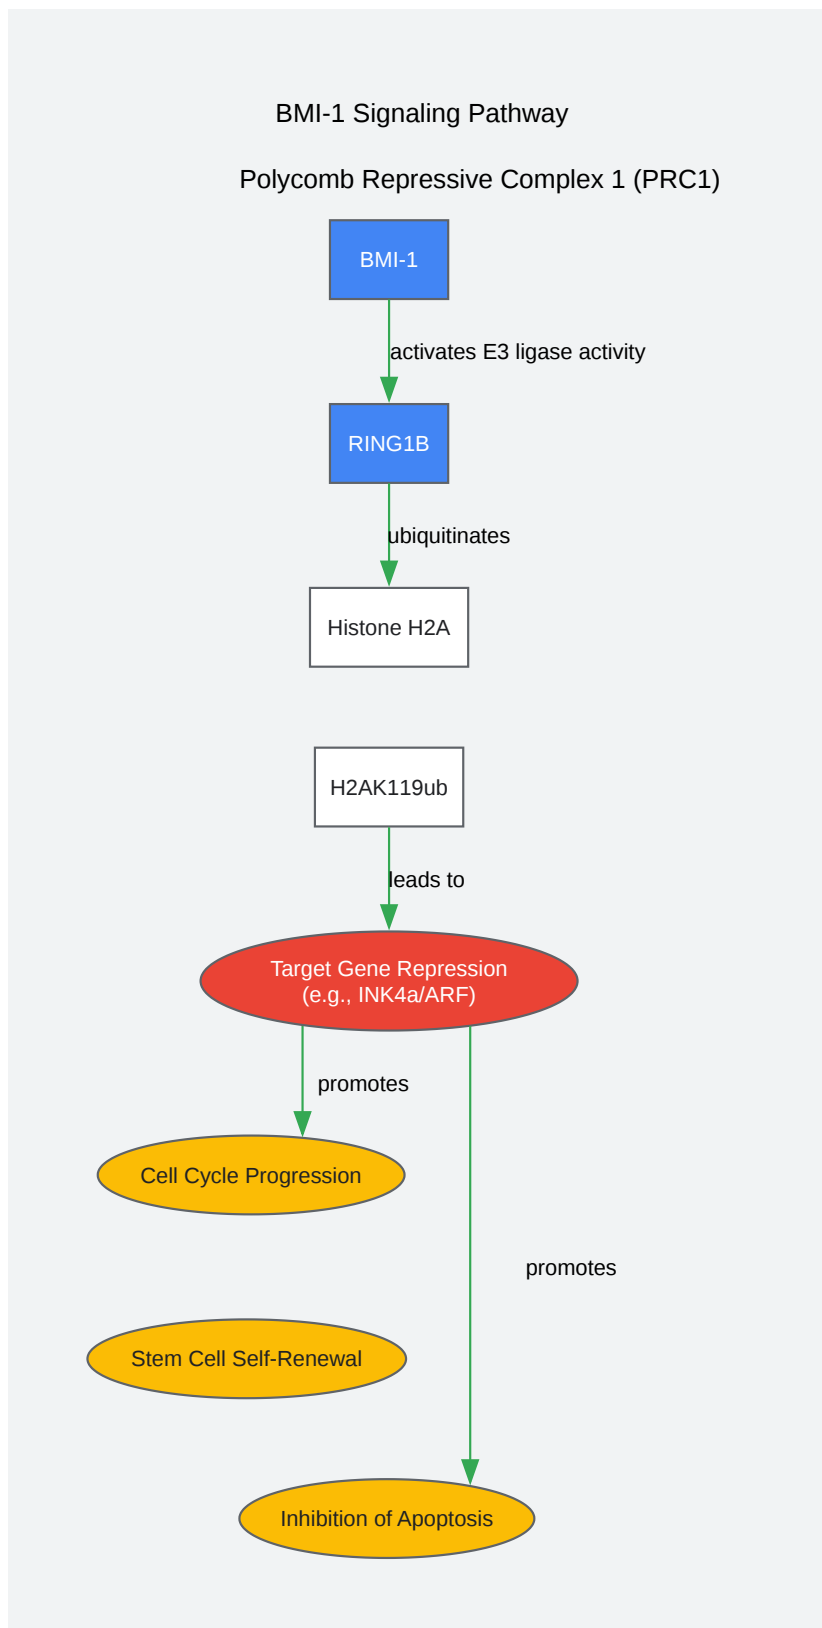 BMI-1 Signaling Pathway
Polycomb Repressive Complex 1 (PRC1)
BMI-1
activates E3 ligase activity
RING1B
ubiquitinates
Histone H2A
H2AK119ub
leads to
Target Gene Repression
(e.g., INK4a/ARF)
promotes
Cell Cycle Progression
promotes
Stem Cell Self-Renewal
Inhibition of Apoptosis